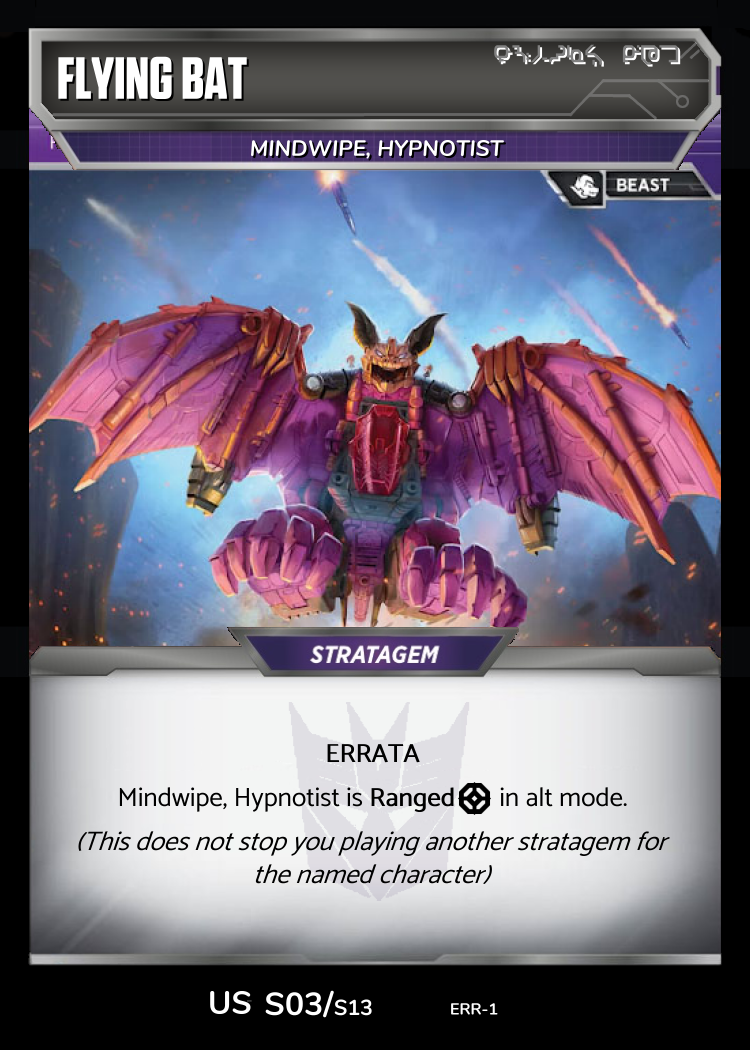 FLYING BAT
MINDWIPE, HYPNOTIST
BEAST
STRATAGEM
ERRATA
Mindwipe, Hypnotist is Ranged in alt mode.
(This does not stop you playing another stratagem for
the named character)
US S03/S13 ERR-1